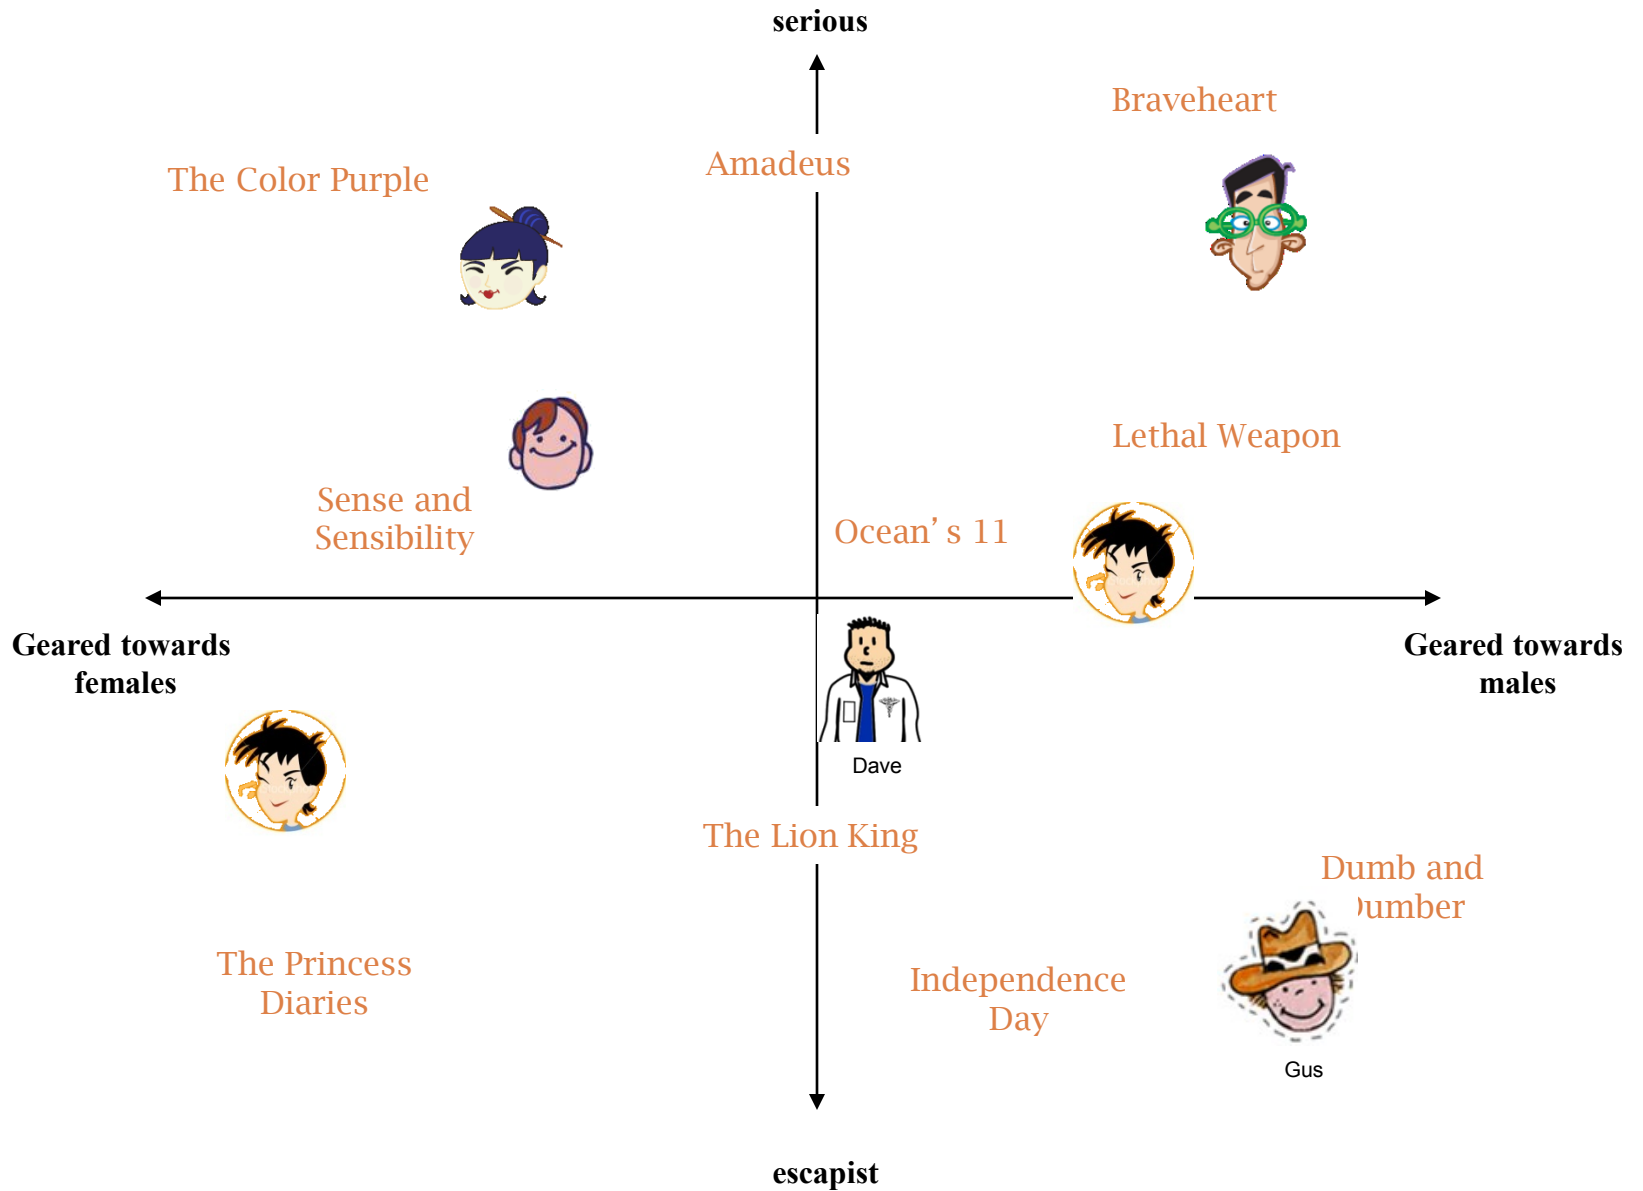 serious
Braveheart
Amadeus
The Color Purple
Lethal Weapon
Sense and
Sensibility
Ocean's 11
Geared towards
females
Geared towards
males
Dave
The Lion King
Dumb and
The Princess
Diaries
Independence
Day
Gus
escapist